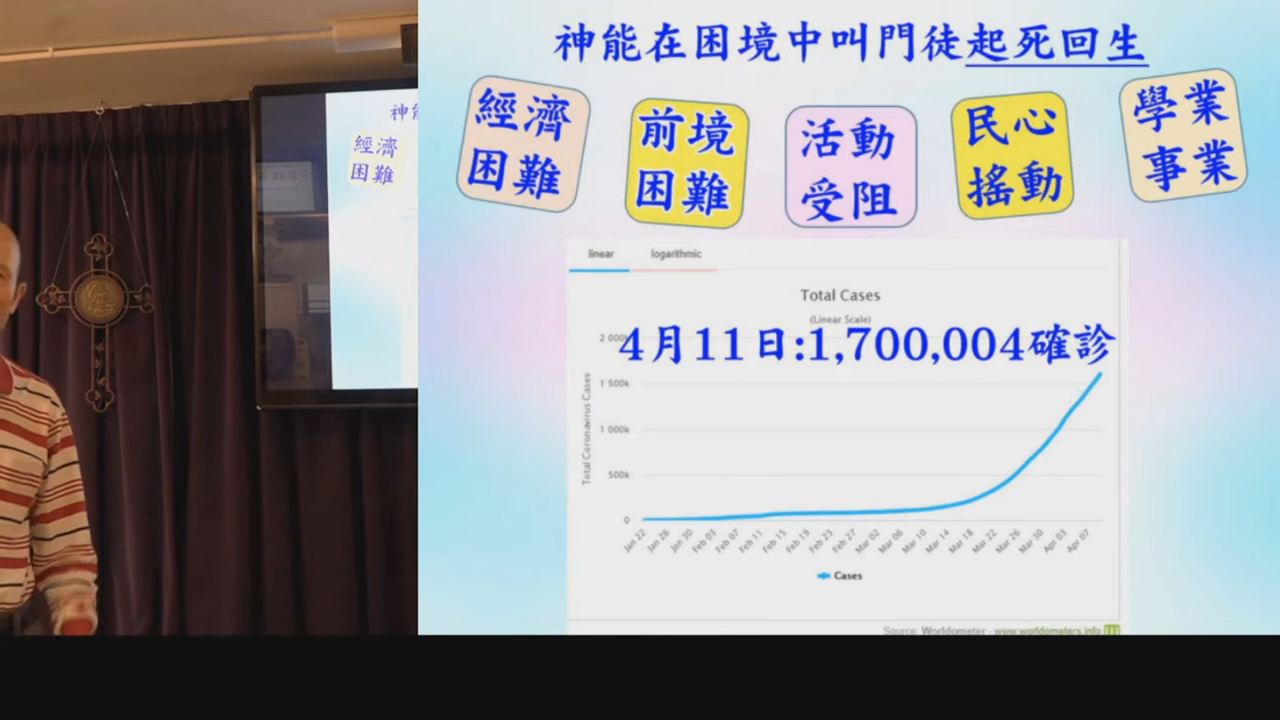 神能在困境中叫門徒起死回生
經濟
困難
前境
困難
活動
受阻
民心
搖動
學業
事業
神
經濟
困難
linear
logarithmic
Total Cases
(Linear Scale)
4月11日:1,700,004確診
2 000k
1 500k
1 000k
500k
0
Total Coronavirus Cases
Jan 22
Jan 26
Jan 30
Feb 03
Feb 07
Feb 11
Feb 15
Feb 19
Feb 23
Feb 27
Mar 02
Mar 06
Mar 10
Mar 14
Mar 18
Mar 22
Mar 26
Mar 30
Apr 03
Apr 07
Cases
Source: Worldometer - www.worldometers.info